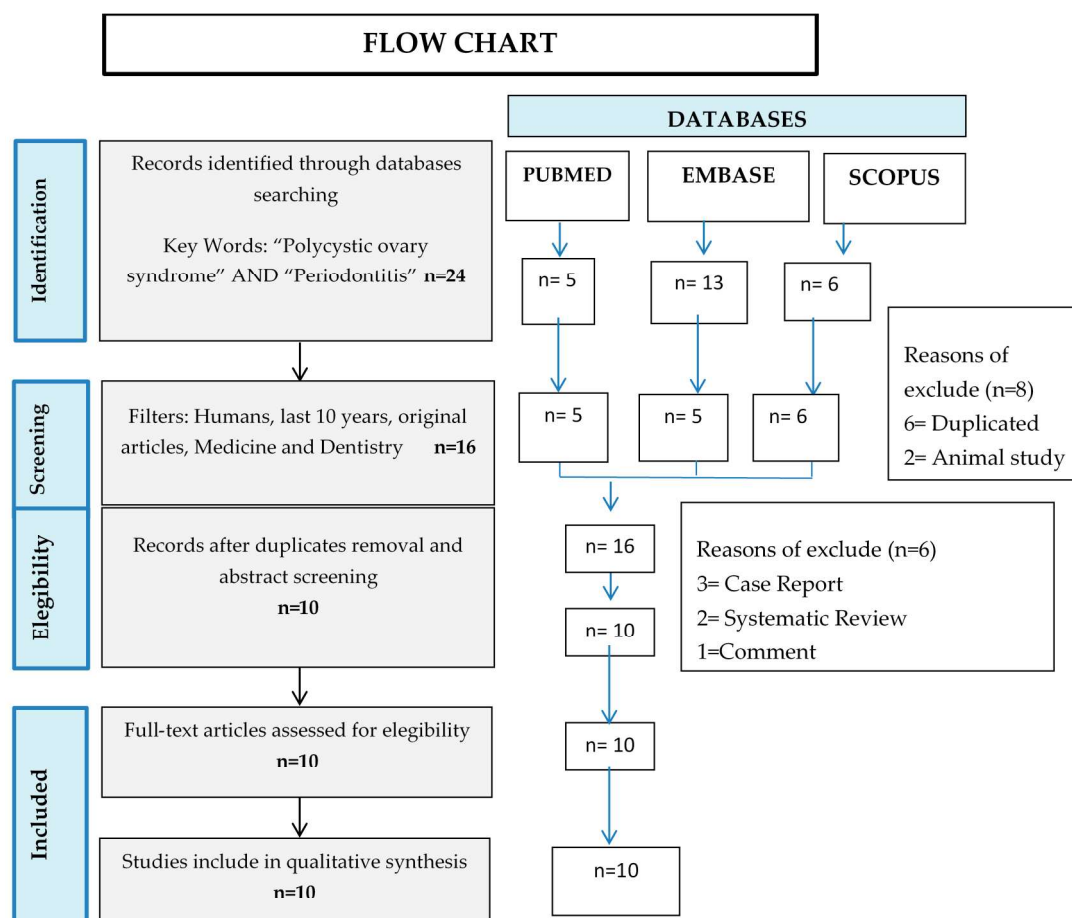 FLOW CHART
DATABASES
Identification
Records identified through databases
searching
Key Words: “Polycystic ovary
syndrome” AND “Periodontitis” n=24
PUBMED
EMBASE
SCOPUS
n= 5
n= 13
n= 6
Reasons of
exclude (n=8)
6= Duplicated
2= Animal study
Screening
Filters: Humans, last 10 years, original
articles, Medicine and Dentistry n=16
n= 5
n= 5
n= 6
Elegibility
Records after duplicates removal and
abstract screening
n=10
n= 16
n= 10
Reasons of exclude (n=6)
3= Case Report
2= Systematic Review
1=Comment
Included
Full-text articles assessed for elegibility
n=10
n= 10
Studies include in qualitative synthesis
n=10
n=10